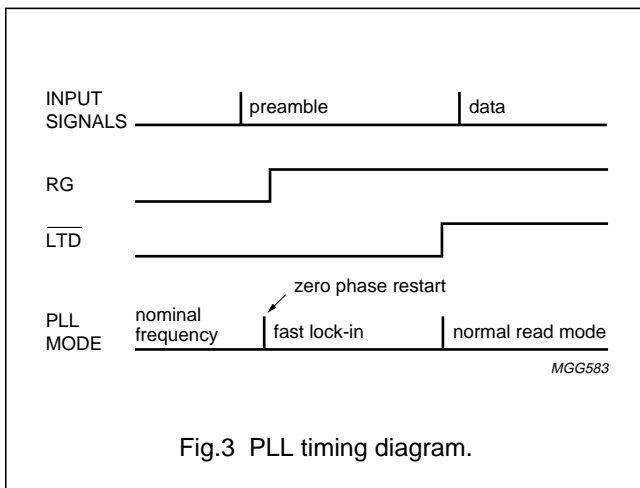 INPUT
SIGNALS
preamble
data
RG
LTD
zero phase restart
PLL
MODE
nominal
frequency
fast lock-in
normal read mode
MGG583
Fig.3 PLL timing diagram.